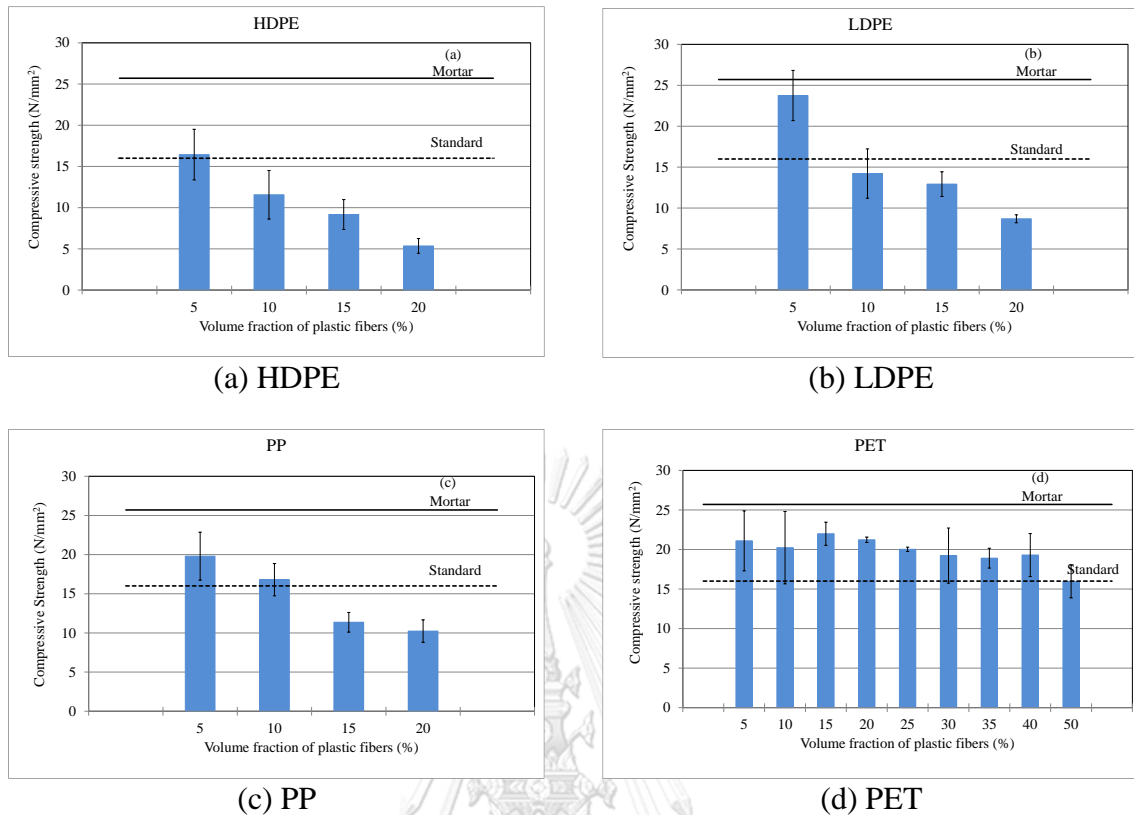 HDPE
(a)
Mortar
Standard
30
25
20
15
10
5
0
Compressive strength (N/mm²)
5 10 15 20
Volume fraction of plastic fibers (%)
(a) HDPE
LDPE
(b)
Mortar
Standard
30
25
20
15
10
5
0
Compressive Strength (N/mm²)
5 10 15 20
Volume fraction of plastic fibers (%)
(b) LDPE
PP
(c)
Mortar
Standard
30
25
20
15
10
5
0
Compressive Strength (N/mm²)
5 10 15 20
Volume fraction of plastic fibers (%)
(c) PP
PET
(d)
Mortar
Standard
30
25
20
15
10
5
0
Compressive strength (N/mm²)
5 10 15 20 25 30 35 40 50
Volume fraction of plastic fibers (%)
(d) PET